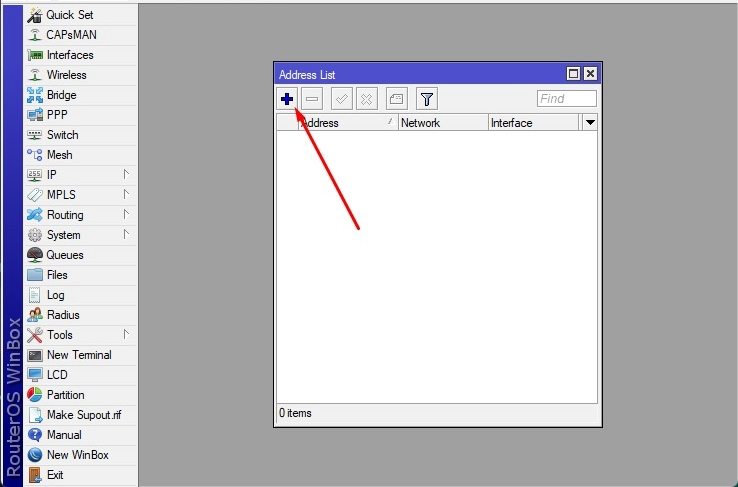 Quick Set
CAPsMAN
Interfaces
Wireless
Bridge
PPP
Switch
Mesh
IP
MPLS
Routing
System
Queues
Files
Log
Radius
Tools
New Terminal
LCD
Partition
Make Supout.rif
Manual
New WinBox
Exit
RouterOS WinBox
Address List
Find
Address Network Interface
0 items